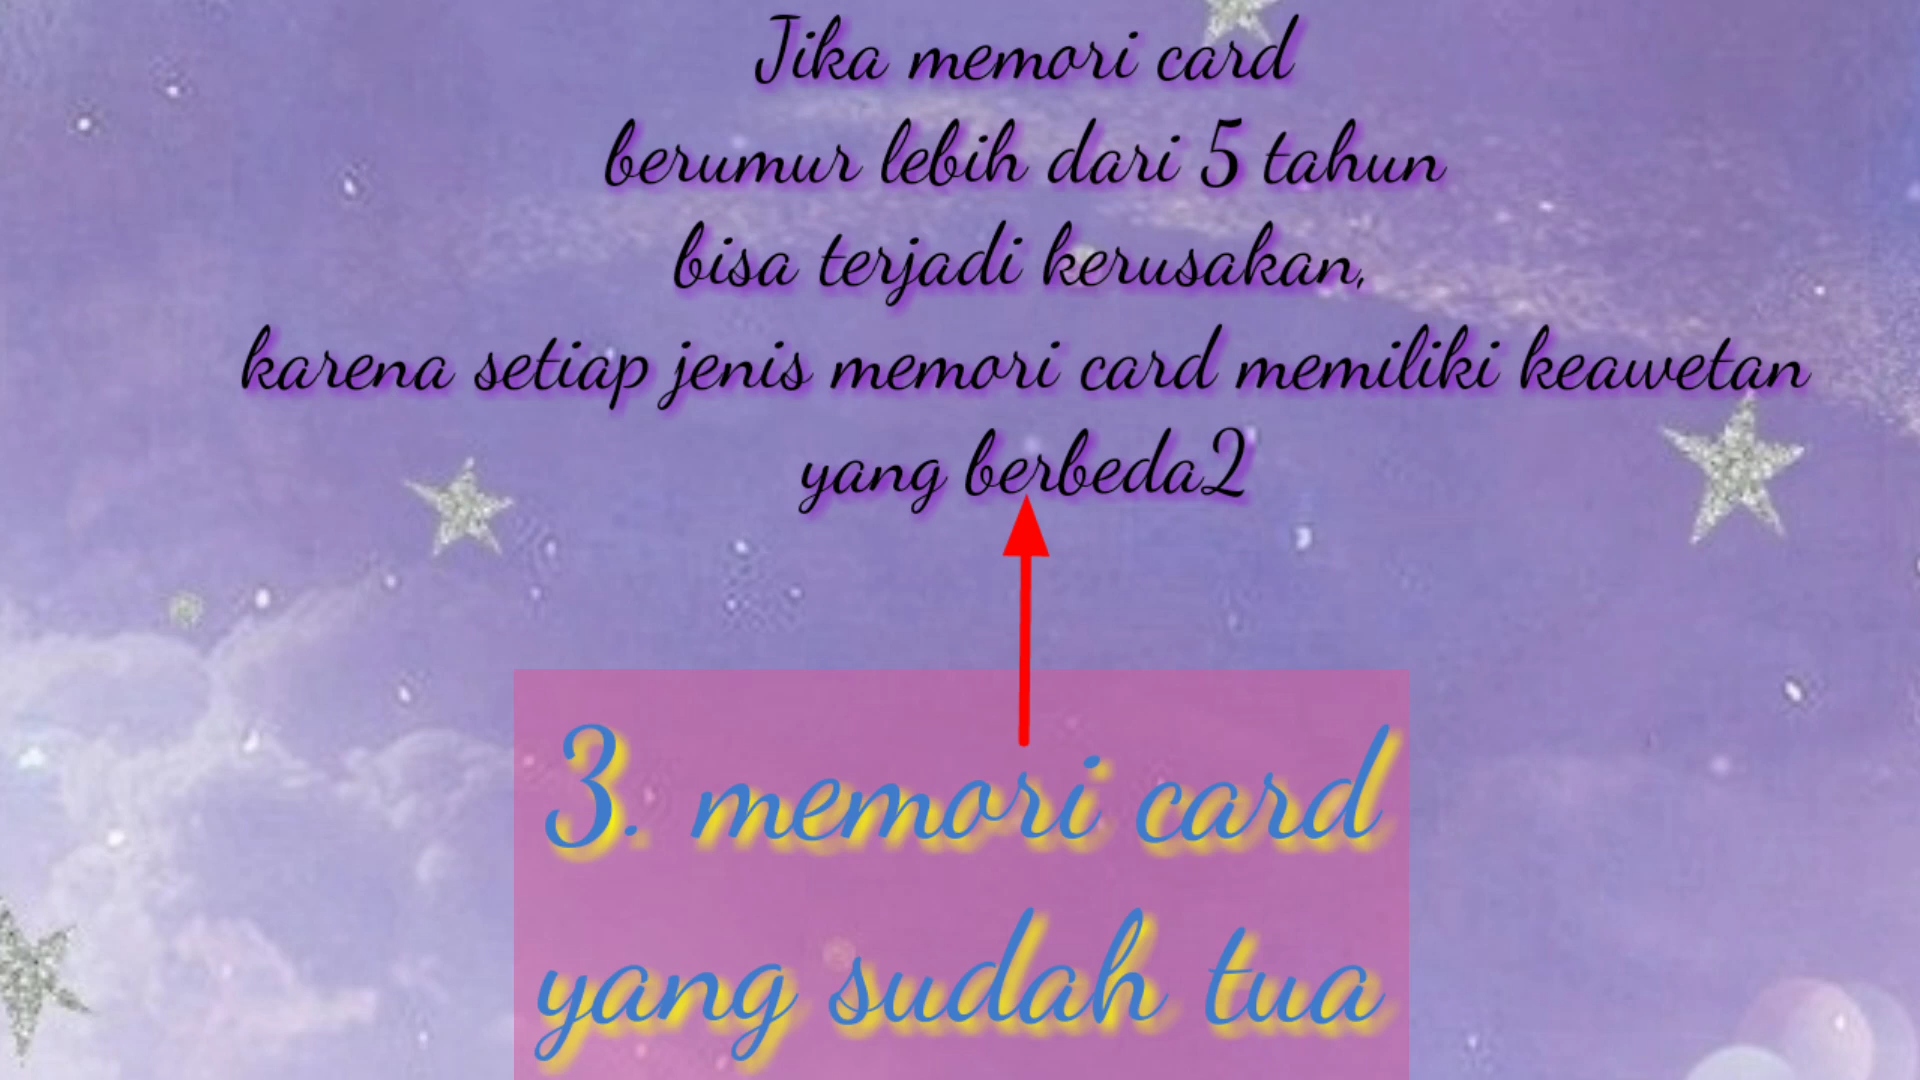 Jika memori card
berumur lebih dari 5 tahun
bisa terjadi kerusakan,
karena setiap jenis memori card memiliki keawetan
yang berbeda2
3. memori card
yang sudah tua